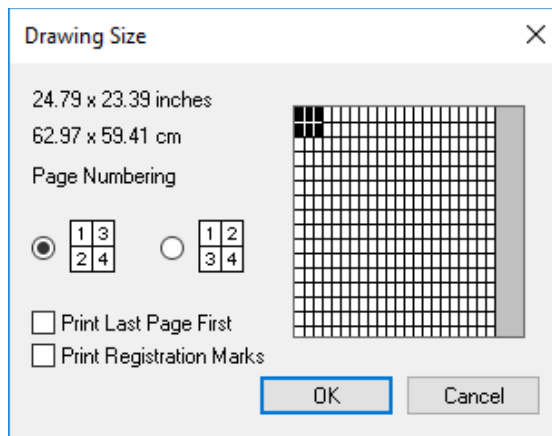 Drawing Size
24.79 x 23.39 inches
62.97 x 59.41 cm
Page Numbering
1 3 1 2
2 4 3 4
Print Last Page First
Print Registration Marks
OK Cancel